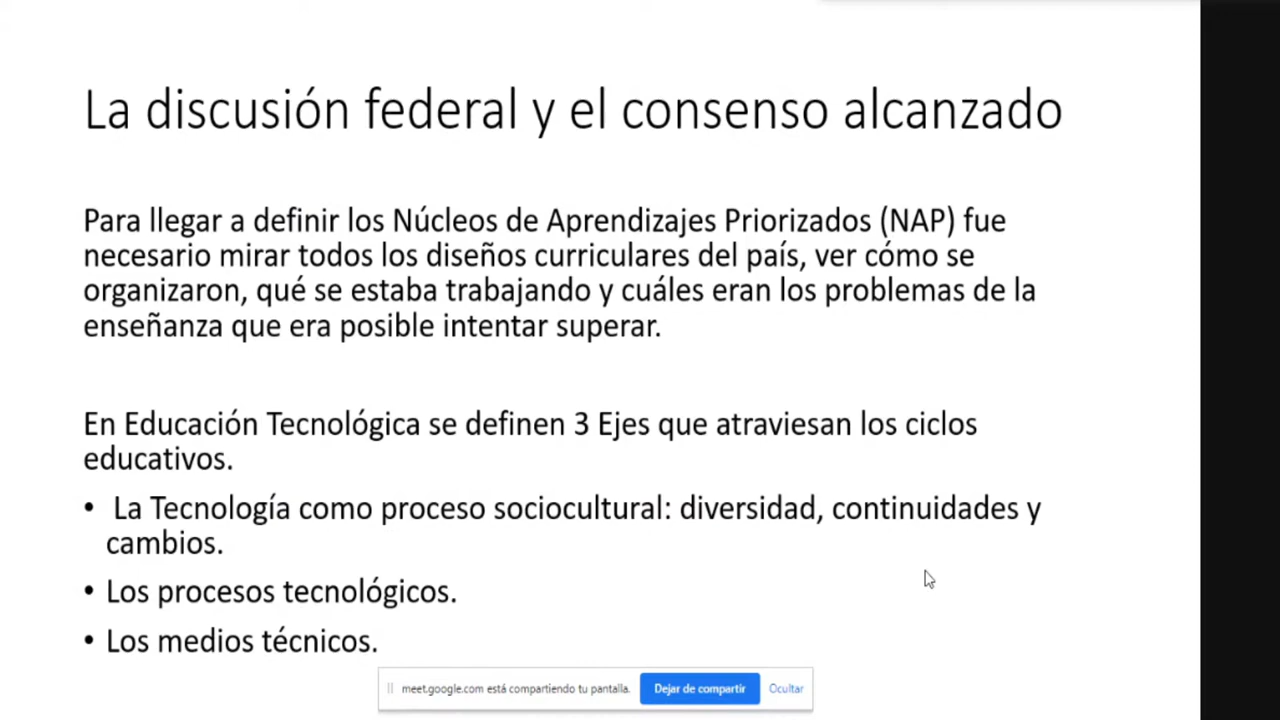 La discusión federal y el consenso alcanzado
Para llegar a definir los Núcleos de Aprendizajes Priorizados (NAP) fue
necesario mirar todos los diseños curriculares del país, ver cómo se
organizaron, qué se estaba trabajando y cuáles eran los problemas de la
enseñanza que era posible intentar superar.
En Educación Tecnológica se definen 3 Ejes que atraviesan los ciclos
educativos.
• La Tecnología como proceso sociocultural: diversidad, continuidades y
cambios.
• Los procesos tecnológicos.
• Los medios técnicos.
meet.google.com está compartiendo tu pantalla. Dejar de compartir Ocultar